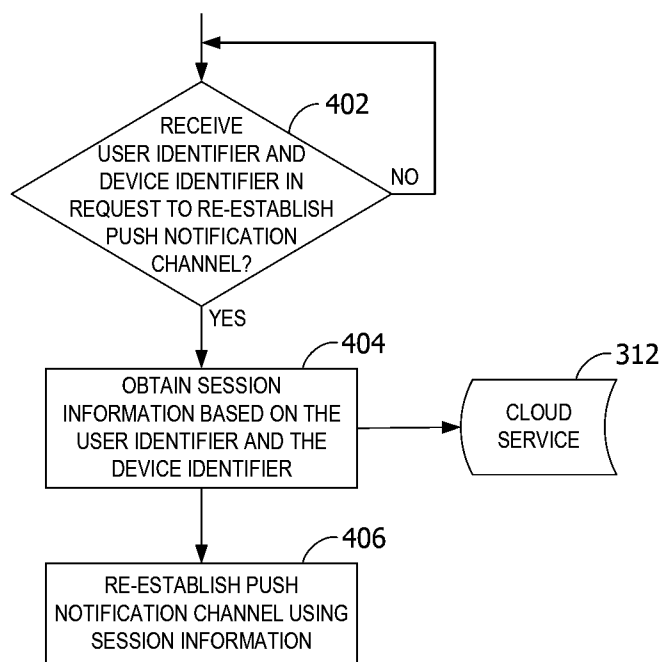 402
RECEIVE
USER IDENTIFIER AND
DEVICE IDENTIFIER IN
REQUEST TO RE-ESTABLISH
PUSH NOTIFICATION
CHANNEL?
NO
YES
404
OBTAIN SESSION
INFORMATION BASED ON THE
USER IDENTIFIER AND THE
DEVICE IDENTIFIER
312
CLOUD
SERVICE
406
RE-ESTABLISH PUSH
NOTIFICATION CHANNEL USING
SESSION INFORMATION